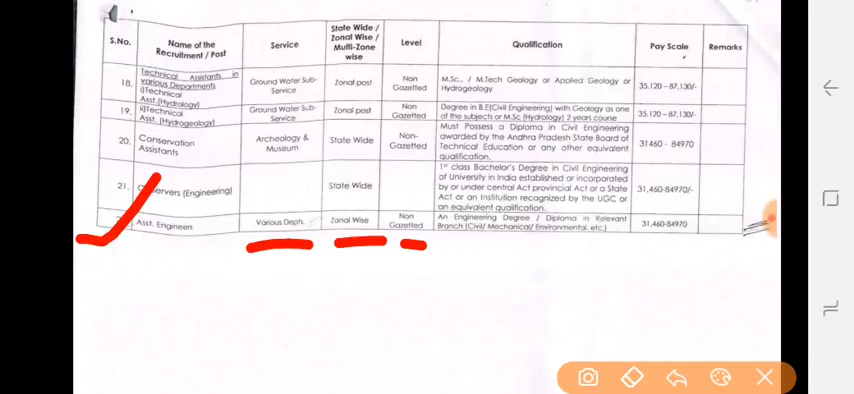 S.No.
Name of the
Recruitment / Post
Service
State Wide /
Zonal Wise /
Multi-Zone
wise
Level
Qualification
Pay Scale
Remarks
18.
Technical Assistants in
various Departments
i)Technical
Asst.(Hydrology)
Ground Water Sub-
Service
Zonal post
Non
Gazetted
M.Sc., / M.Tech Geology or Applied Geology or
Hydrogeology
35,120 – 87,130/-
19.
ii)Technical
Asst. (Hydrogeology)
Ground Water Sub-
Service
Zonal post
Non
Gazetted
Degree in B.E(Civil Engineering) with Geology as one
of the subjects or M.Sc (Hydrology) 2 years course
35,120 – 87,130/-
20.
Conservation
Assistants
Archeology &
Museum
State Wide
Non-
Gazetted
Must Possess a Diploma in Civil Engineering
awarded by the Andhra Pradesh State Board of
Technical Education or any other equivalent
qualification.
31460 - 84970
21.
(Engineering)
State Wide
1st class Bachelor's Degree in Civil Engineering
of University in India established or incorporated
by or under central Act provincial Act or a State
Act or an Institution recognized by the UGC or
an equivalent qualification.
31,460-84970/-
Asst. Engineers
Various Depts.
Zonal Wise
Non
Gazetted
An Engineering Degree / Diploma in Relevant
Branch (Civil/ Mechanical/ Environmental, etc.)
31,460-84970